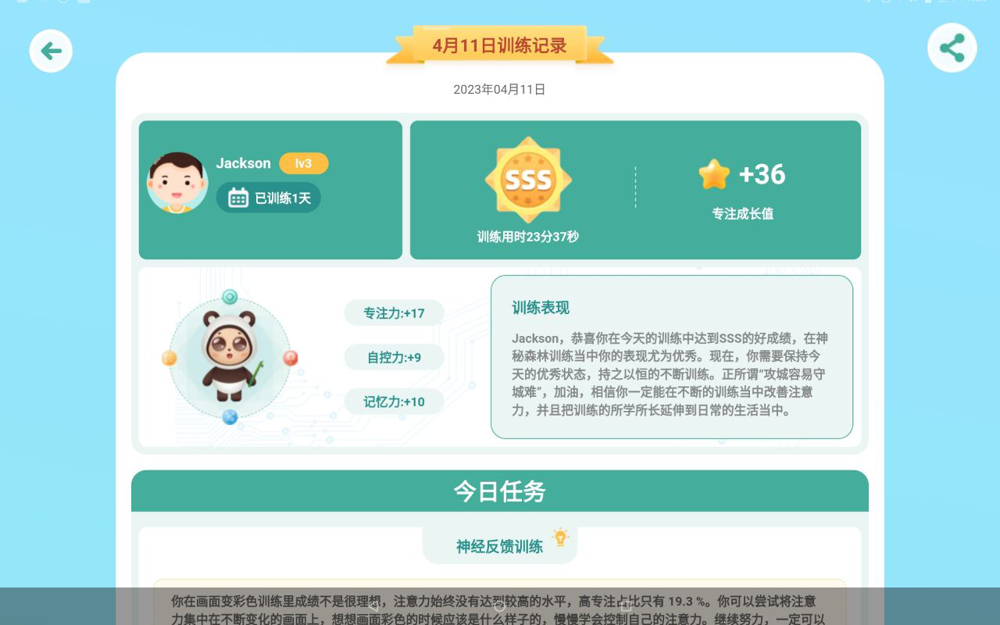 4月11日训练记录
2023年04月11日
Jackson lv3
已训练1天
SSS
训练用时23分37秒
+36
专注成长值
专注力:+17
自控力:+9
记忆力:+10
训练表现
Jackson，恭喜你在今天的训练中达到SSS的好成绩，在神
秘森林训练当中你的表现尤为优秀。现在，你需要保持今
天的优秀状态，持之以恒的不断训练。正所谓“攻城容易守
城难”，加油，相信你一定能在不断的训练当中改善注意
力，并且把训练的所学所长延伸到日常的生活当中。
今日任务
神经反馈训练
你在画面变彩色训练里成绩不是很理想，注意力始终没有达到较高的水平，高专注占比只有 19.3 %。你可以尝试将注意
力集中在不断变化的画面上，想想画面彩色的时候应该是什么样子的，慢慢学会控制自己的注意力。继续努力，一定可以